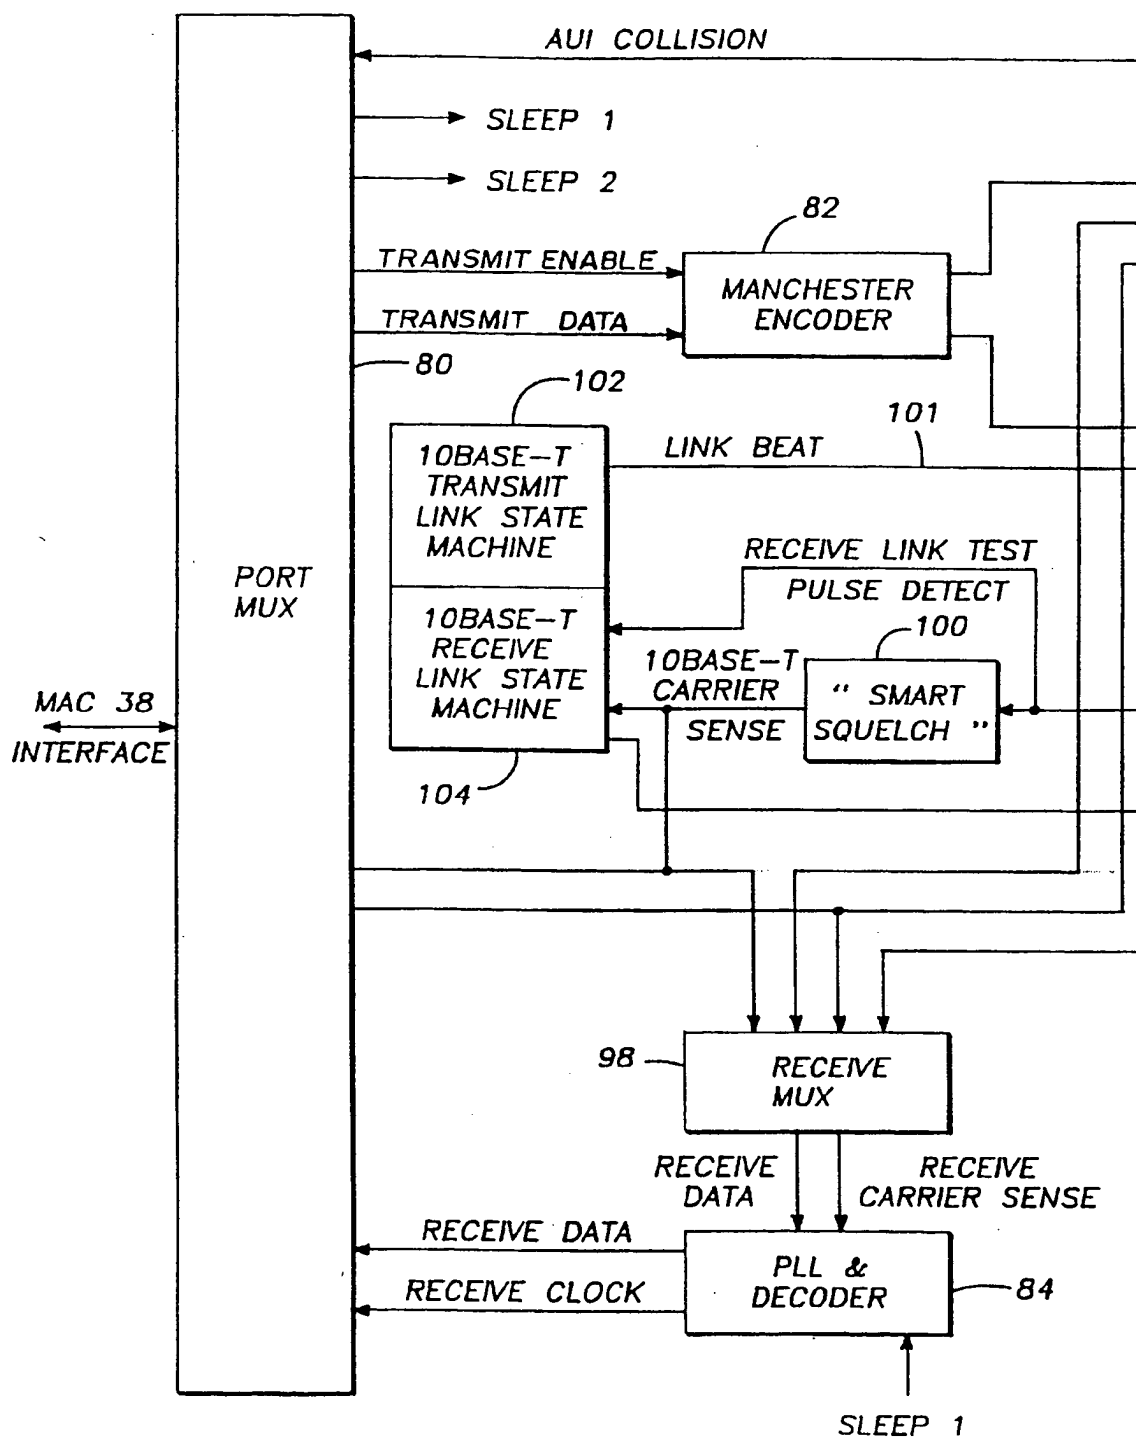 AUI COLLISION
SLEEP 1
SLEEP 2
82
TRANSMIT ENABLE
MANCHESTER
ENCODER
TRANSMIT DATA
80
102
101
10BASE-T
TRANSMIT
LINK STATE
MACHINE
LINK BEAT
RECEIVE LINK TEST
PULSE DETECT
PORT
MUX
10BASE-T
RECEIVE
LINK STATE
MACHINE
100
10BASE-T
CARRIER
SENSE
" SMART
SQUELCH "
MAC 38
INTERFACE
104
98
RECEIVE
MUX
RECEIVE
DATA
RECEIVE
CARRIER SENSE
RECEIVE DATA
RECEIVE CLOCK
PLL &
DECODER
84
SLEEP 1